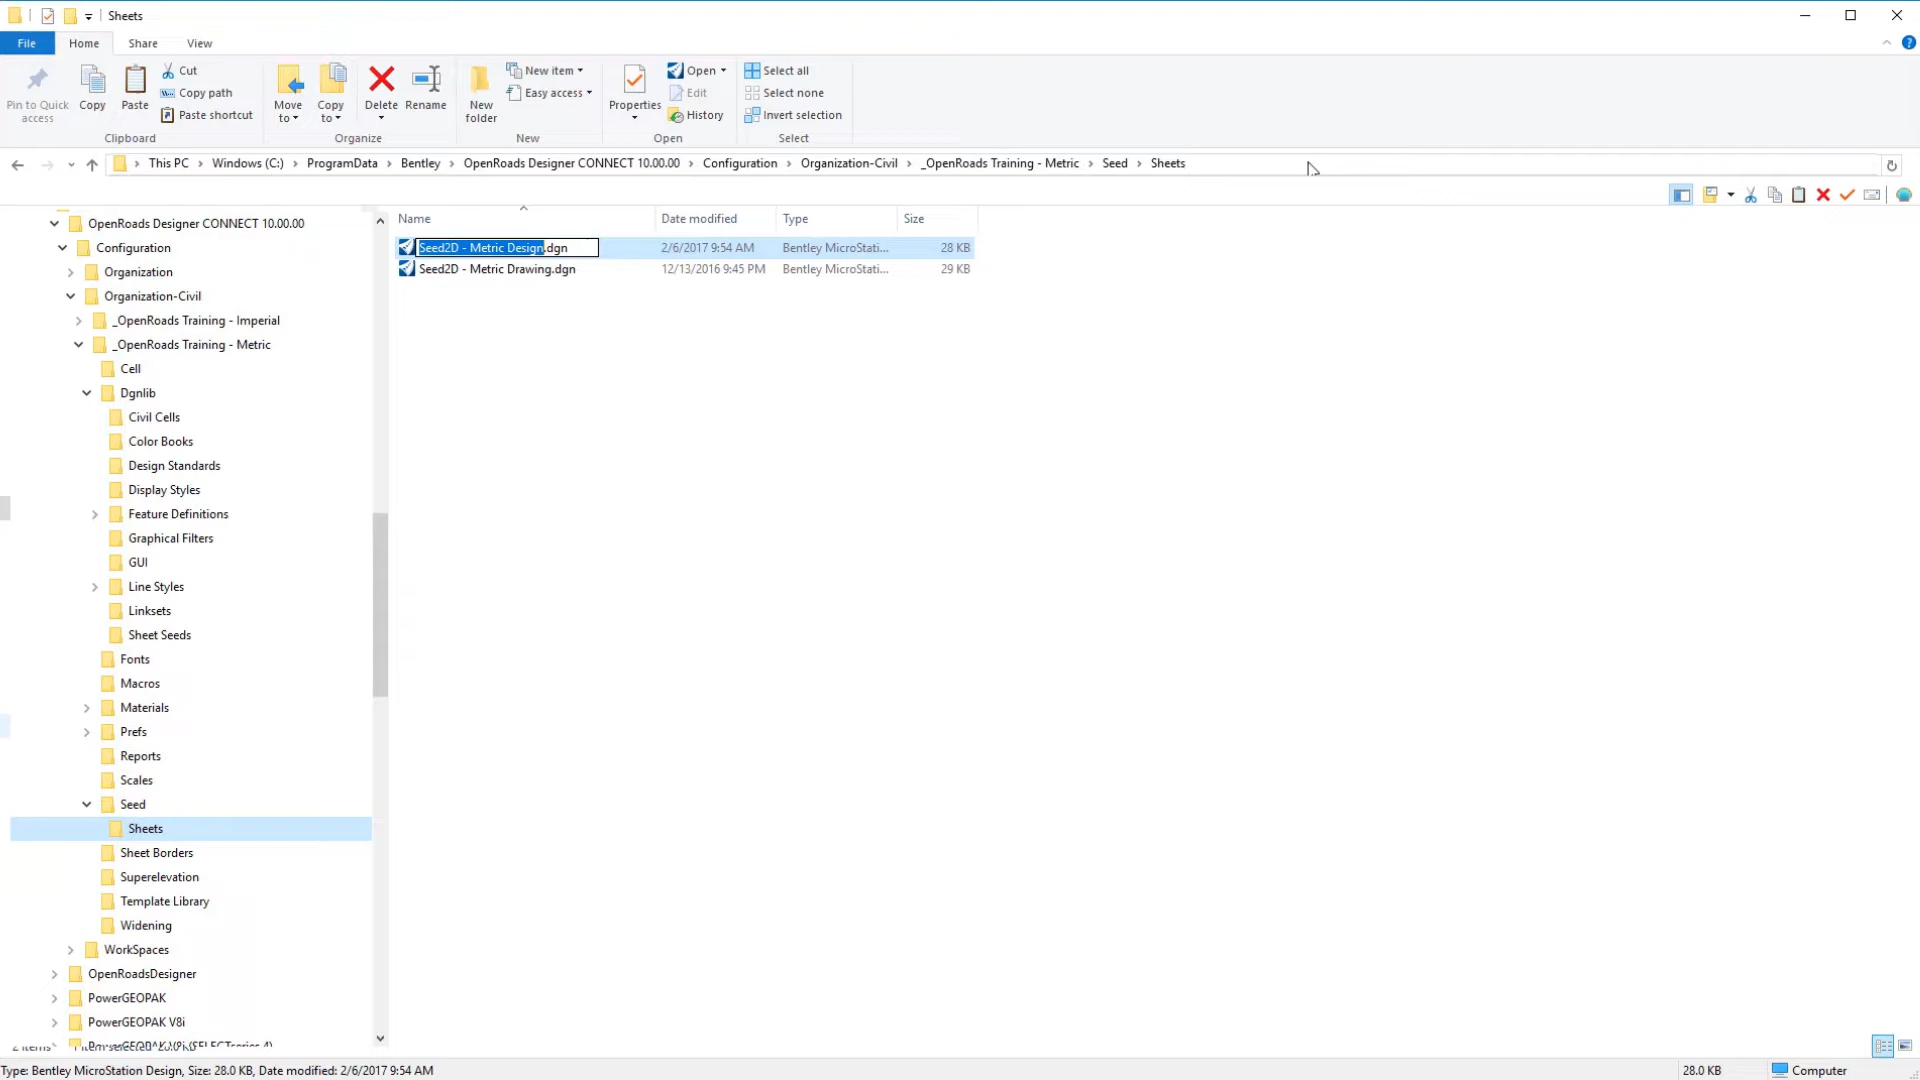 Sheets
File Home Share View
Pin to Quick access
Copy
Paste
Cut
Copy path
Paste shortcut
Clipboard
Move to
Copy to
Delete
Rename
Organize
New folder
New item
Easy access
New
Properties
Open
Edit
History
Open
Select all
Select none
Invert selection
Select
This PC > Windows (C:) > ProgramData > Bentley > OpenRoads Designer CONNECT 10.00.00 > Configuration > Organization-Civil > _OpenRoads Training - Metric > Seed > Sheets
Name Date modified Type Size
Seed2D - Metric Design.dgn 2/6/2017 9:54 AM Bentley MicroStati... 28 KB
Seed2D - Metric Drawing.dgn 12/13/2016 9:45 PM Bentley MicroStati... 29 KB
OpenRoads Designer CONNECT 10.00.00
Configuration
Organization
Organization-Civil
_OpenRoads Training - Imperial
_OpenRoads Training - Metric
Cell
Dgnlib
Civil Cells
Color Books
Design Standards
Display Styles
Feature Definitions
Graphical Filters
GUI
Line Styles
Linksets
Sheet Seeds
Fonts
Macros
Materials
Prefs
Reports
Scales
Seed
Sheets
Sheet Borders
Superelevation
Template Library
Widening
WorkSpaces
OpenRoadsDesigner
PowerGEOPAK
PowerGEOPAK V8i
PowerGEOPAK V8i (SELECTseries 4)
Type: Bentley MicroStation Design, Size: 28.0 KB, Date modified: 2/6/2017 9:54 AM 28.0 KB Computer